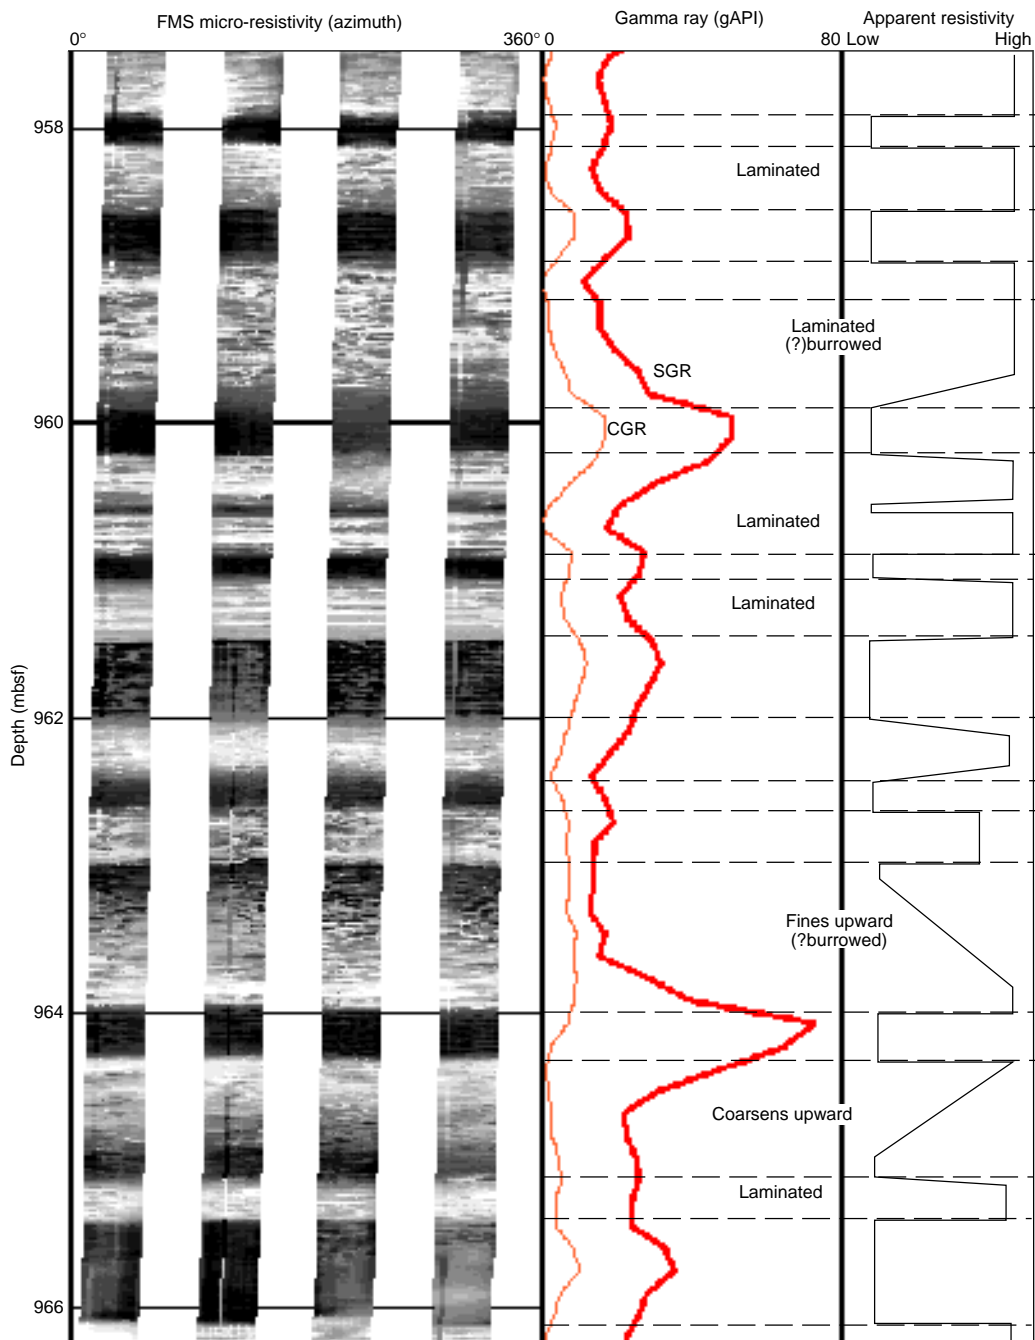 FMS micro-resistivity (azimuth)
Gamma ray (gAPI)
Apparent resistivity
0°
360°
0
80
Low
High
958
Laminated
Laminated
(?)burrowed
SGR
960
CGR
Laminated
Laminated
Depth (mbsf)
962
Fines upward
(?burrowed)
964
Coarsens upward
Laminated
966